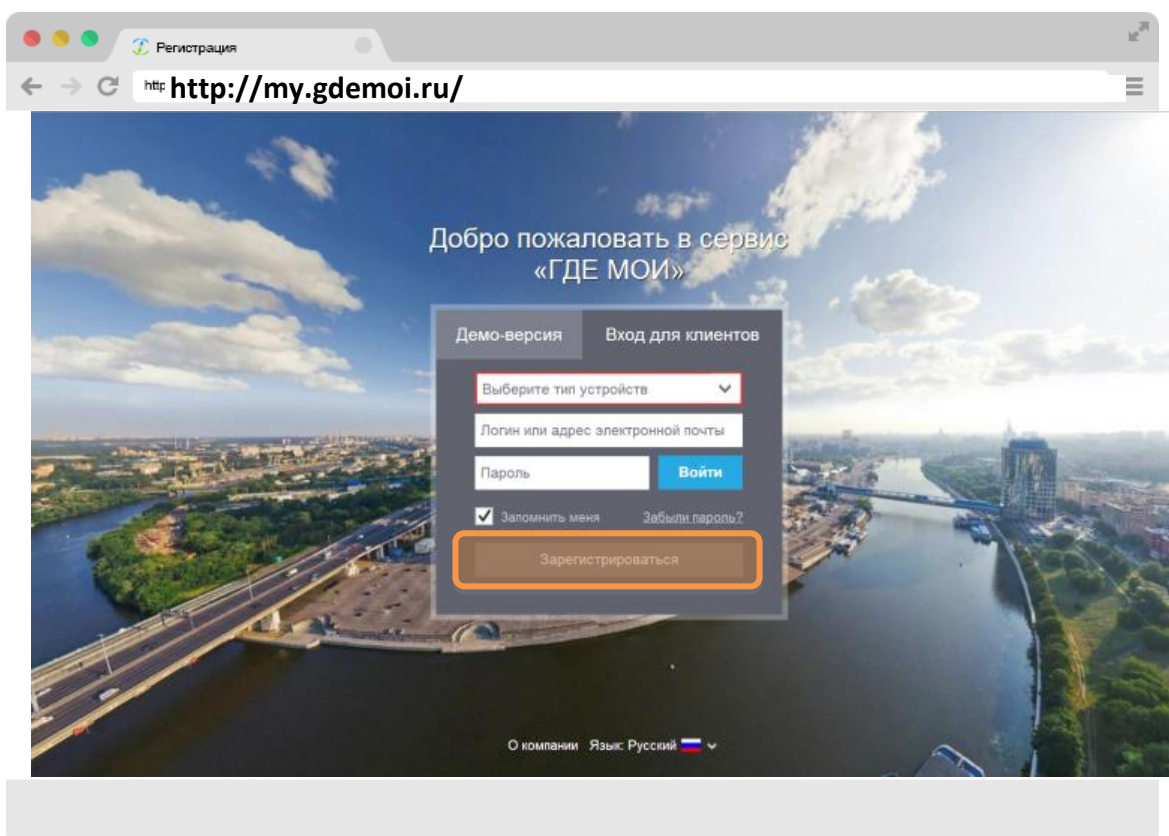 Регистрация
http http://my.gdemoi.ru/
Добро пожаловать в сервис
«ГДЕ МОИ»
Демо-версия Вход для клиентов
Выберите тип устройств
Логин или адрес электронной почты
Пароль Войти
Запомнить меня Забыли пароль?
Зарегистрироваться
О компании Язык: Русский